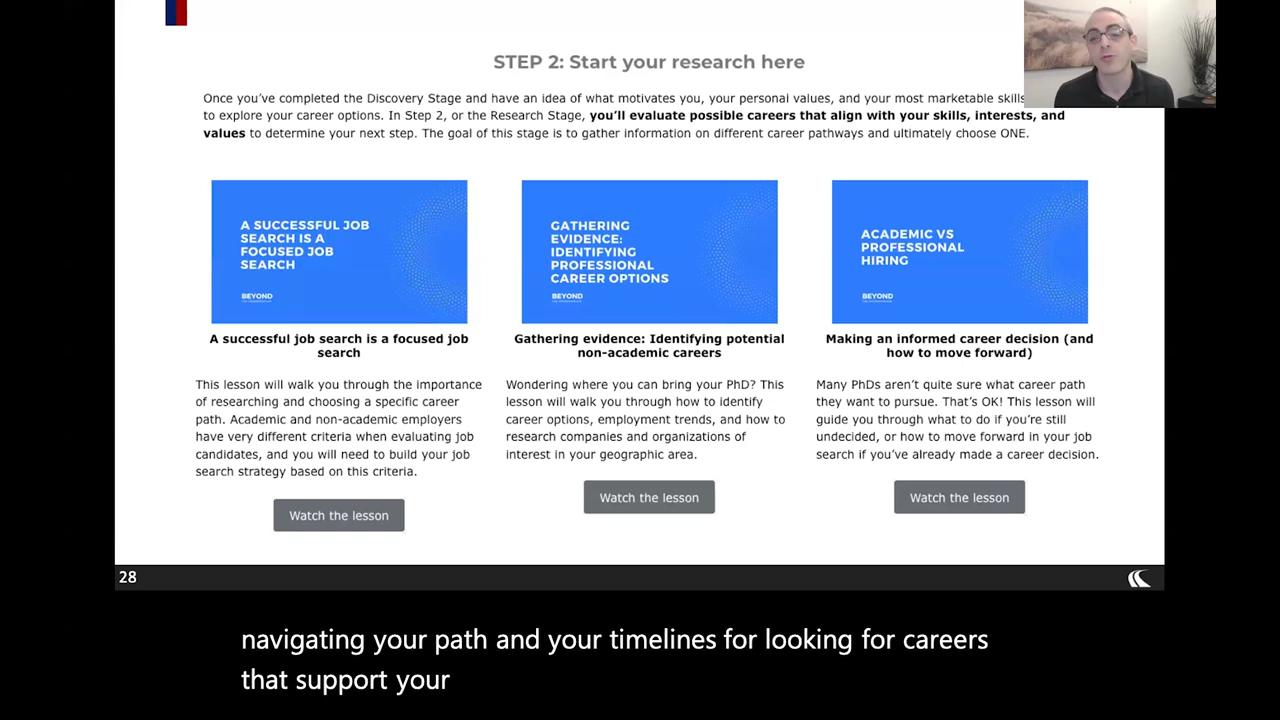 STEP 2: Start your research here
Once you’ve completed the Discovery Stage and have an idea of what motivates you, your personal values, and your most marketable skills
to explore your career options. In Step 2, or the Research Stage, you’ll evaluate possible careers that align with your skills, interests, and
values to determine your next step. The goal of this stage is to gather information on different career pathways and ultimately choose ONE.
A SUCCESSFUL JOB
SEARCH IS A
FOCUSED JOB
SEARCH
BEYOND
A successful job search is a focused job
search
This lesson will walk you through the importance
of researching and choosing a specific career
path. Academic and non-academic employers
have very different criteria when evaluating job
candidates, and you will need to build your job
search strategy based on this criteria.
Watch the lesson
GATHERING
EVIDENCE:
IDENTIFYING
PROFESSIONAL
CAREER OPTIONS
BEYOND
Gathering evidence: Identifying potential
non-academic careers
Wondering where you can bring your PhD? This
lesson will walk you through how to identify
career options, employment trends, and how to
research companies and organizations of
interest in your geographic area.
Watch the lesson
ACADEMIC VS
PROFESSIONAL
HIRING
BEYOND
Making an informed career decision (and
how to move forward)
Many PhDs aren’t quite sure what career path
they want to pursue. That’s OK! This lesson will
guide you through what to do if you’re still
undecided, or how to move forward in your job
search if you’ve already made a career decision.
Watch the lesson
28
navigating your path and your timelines for looking for careers
that support your